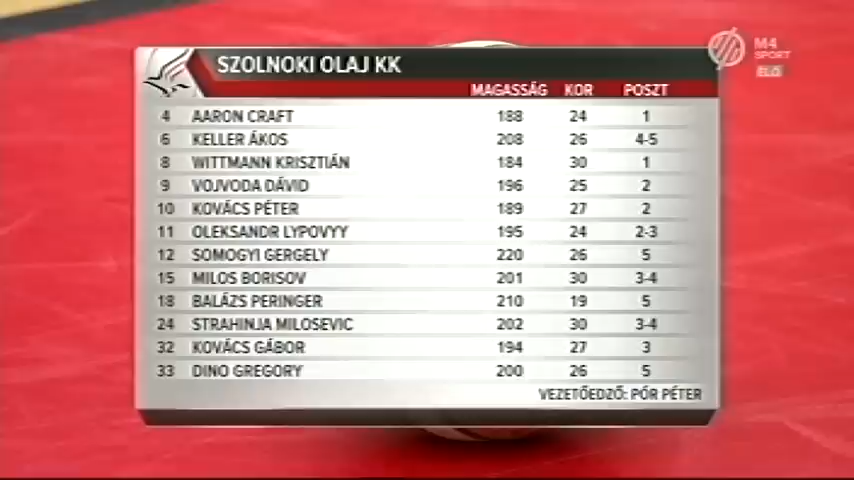 SZOLNOKI OLAJ KK
M4
SPORT
ÉLŐ
MAGASSÁG KOR POSZT
4 AARON CRAFT 188 24 1
6 KELLER ÁKOS 208 26 4-5
8 WITTMANN KRISZTIÁN 184 30 1
9 VOJVODA DÁVID 196 25 2
10 KOVÁCS PÉTER 189 27 2
11 OLEKSANDR LYPOVYY 195 24 2-3
12 SOMOGYI GERGELY 220 26 5
15 MILOS BORISOV 201 30 3-4
18 BALÁZS PERINGER 210 19 5
24 STRAHINJA MILOSEVIC 202 30 3-4
32 KOVÁCS GÁBOR 194 27 3
33 DINO GREGORY 200 26 5
VEZETŐEDZŐ: PÓR PÉTER